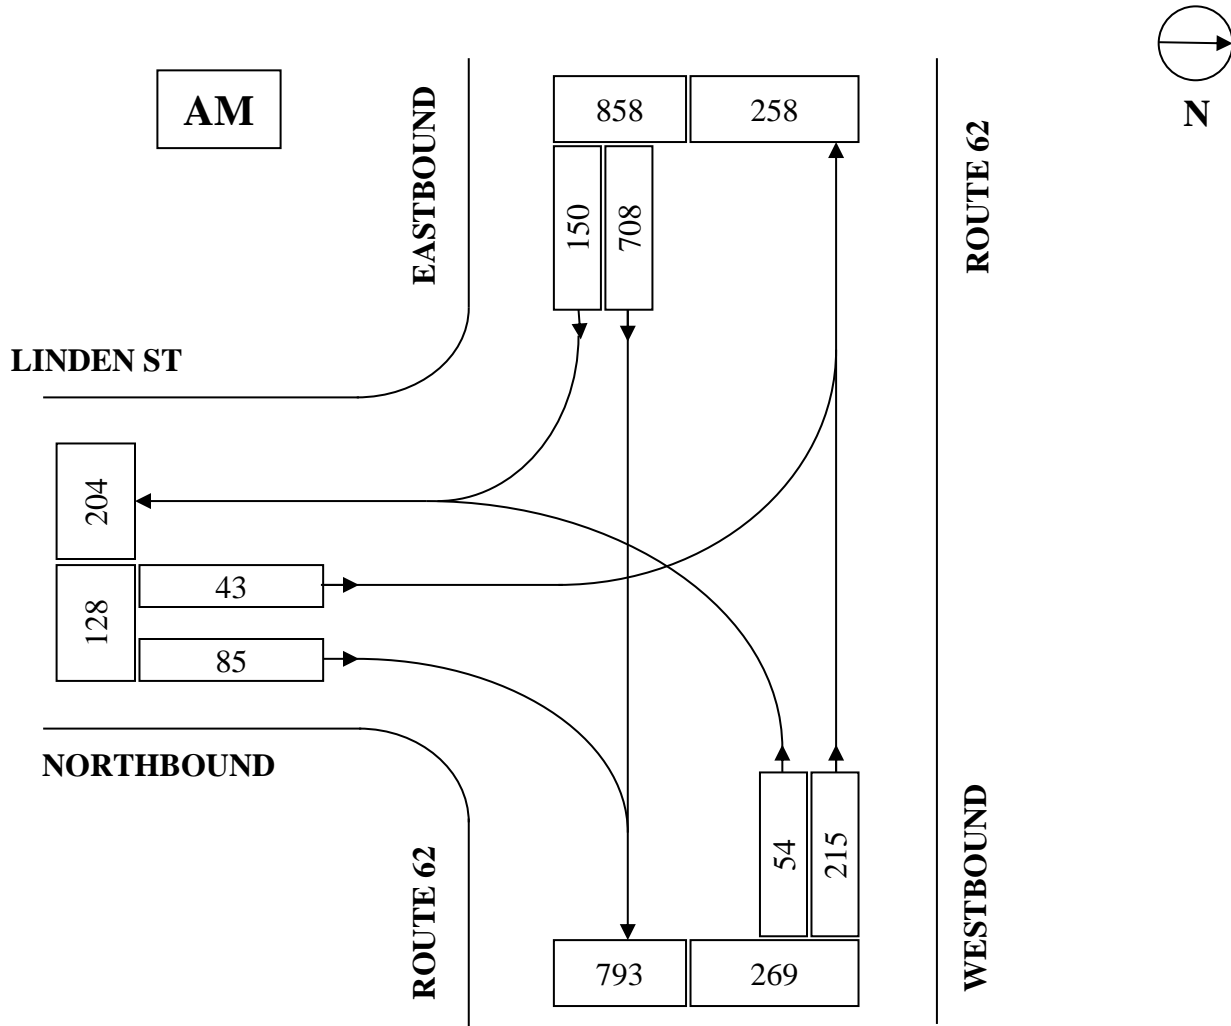 AM
EASTBOUND
858
258
ROUTE 62
N
150
708
LINDEN ST
204
128
43
85
NORTHBOUND
ROUTE 62
54
215
WESTBOUND
793
269